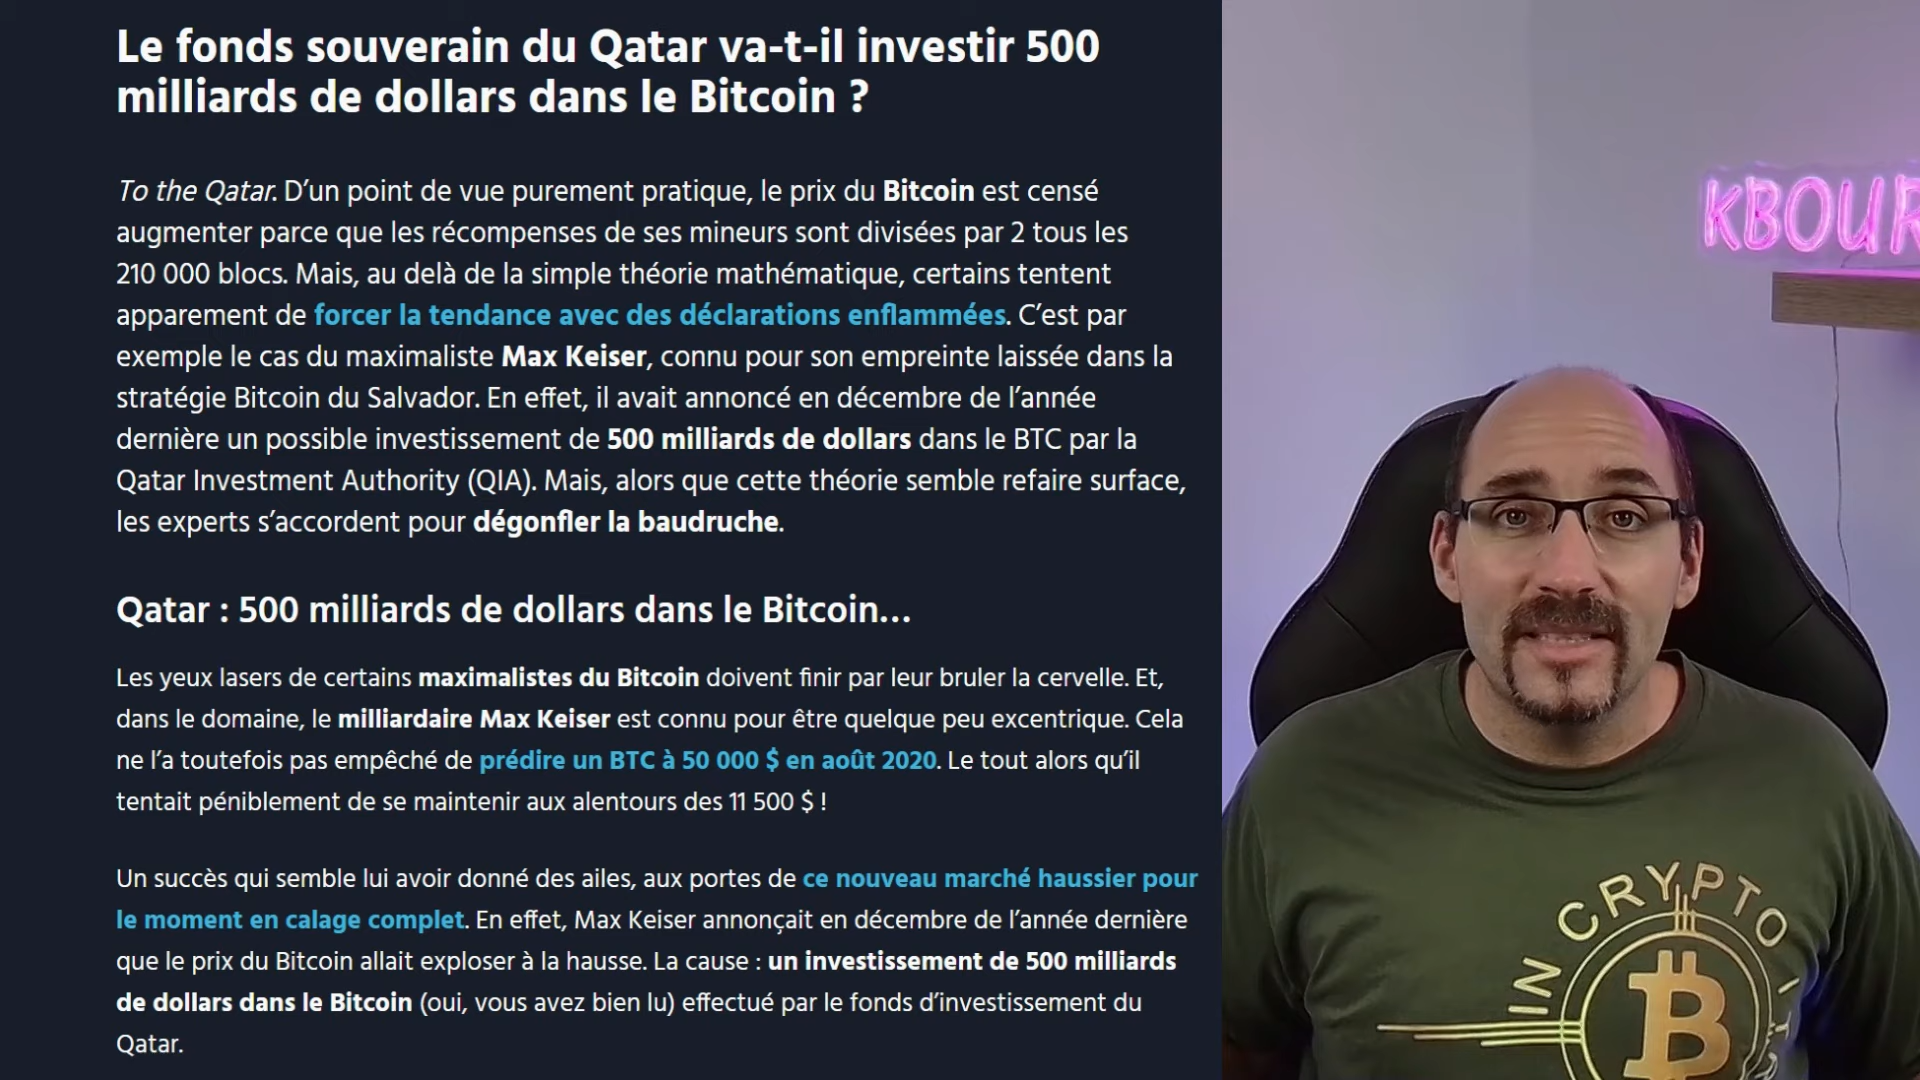 Le fonds souverain du Qatar va-t-il investir 500
milliards de dollars dans le Bitcoin ?
To the Qatar. D’un point de vue purement pratique, le prix du Bitcoin est censé
augmenter parce que les récompenses de ses mineurs sont divisées par 2 tous les
210 000 blocs. Mais, au delà de la simple théorie mathématique, certains tentent
apparement de forcer la tendance avec des déclarations enflammées. C’est par
exemple le cas du maximaliste Max Keiser, connu pour son empreinte laissée dans la
stratégie Bitcoin du Salvador. En effet, il avait annoncé en décembre de l’année
dernière un possible investissement de 500 milliards de dollars dans le BTC par la
Qatar Investment Authority (QIA). Mais, alors que cette théorie semble refaire surface,
les experts s’accordent pour dégonfler la baudruche.
Qatar : 500 milliards de dollars dans le Bitcoin…
Les yeux lasers de certains maximalistes du Bitcoin doivent finir par leur bruler la cervelle. Et,
dans le domaine, le milliardaire Max Keiser est connu pour être quelque peu excentrique. Cela
ne l’a toutefois pas empêché de prédire un BTC à 50 000 $ en août 2020. Le tout alors qu’il
tentait péniblement de se maintenir aux alentours des 11 500 $ !
Un succès qui semble lui avoir donné des ailes, aux portes de ce nouveau marché haussier pour
le moment en calage complet. En effet, Max Keiser annonçait en décembre de l’année dernière
que le prix du Bitcoin allait exploser à la hausse. La cause : un investissement de 500 milliards
de dollars dans le Bitcoin (oui, vous avez bien lu) effectué par le fonds d’investissement du
Qatar.
KBOUR
IN CRYPTO